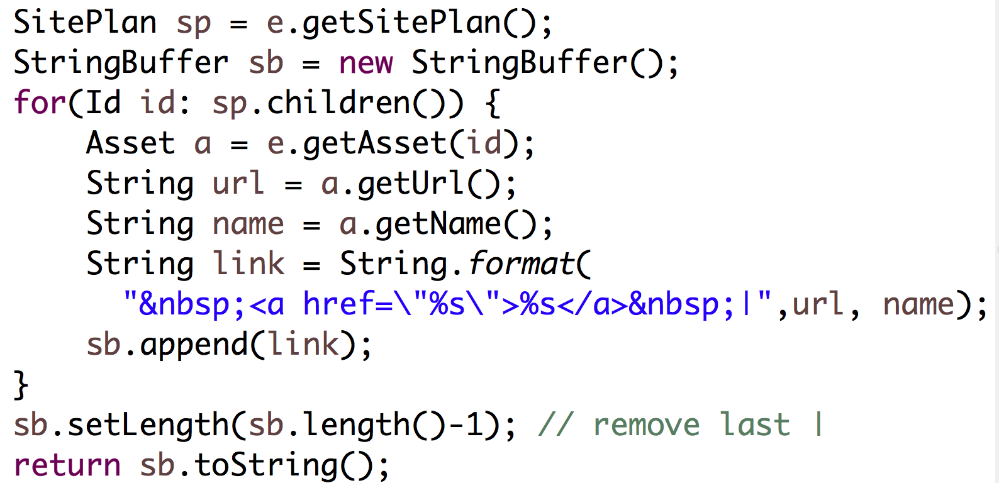 SitePlan sp = e.getSitePlan();
StringBuffer sb = new StringBuffer();
for(Id id: sp.children()) {
    Asset a = e.getAsset(id);
    String url = a.getUrl();
    String name = a.getName();
    String link = String.format(
      "&nbsp;<a href=\"%s\">%s</a>&nbsp;|",url, name);
    sb.append(link);
}
sb.setLength(sb.length()-1); // remove last |
return sb.toString();